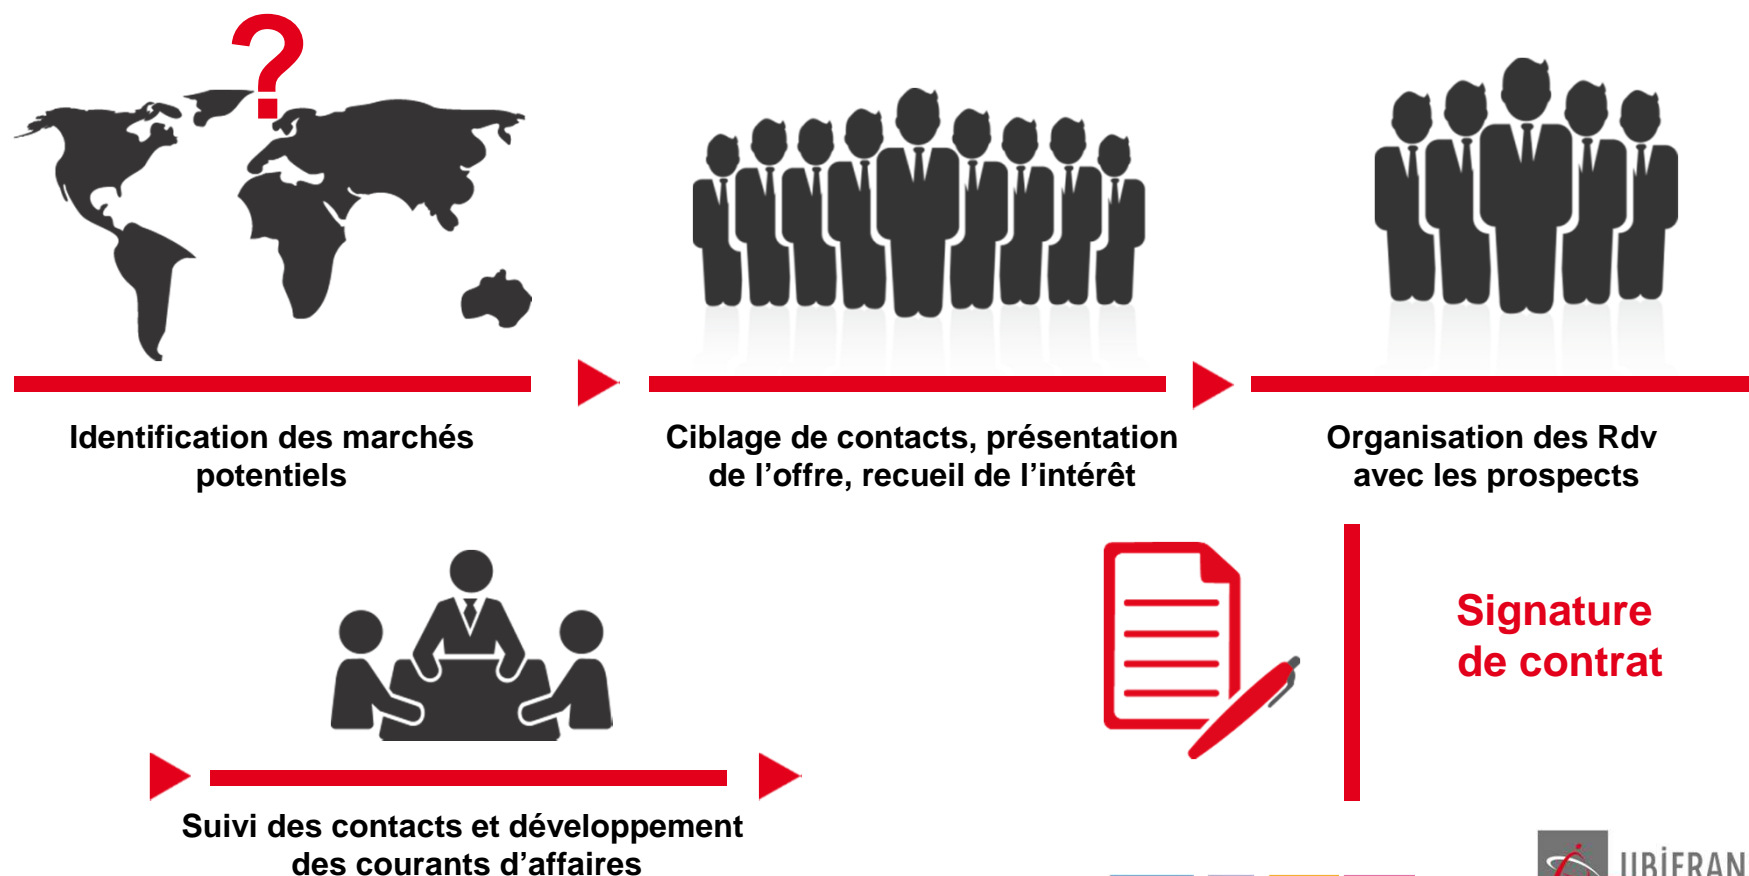 ?
Identification des marchés
potentiels
Ciblage de contacts, présentation
de l’offre, recueil de l’intérêt
Organisation des Rdv
avec les prospects
Signature
de contrat
Suivi des contacts et développement
des courants d’affaires